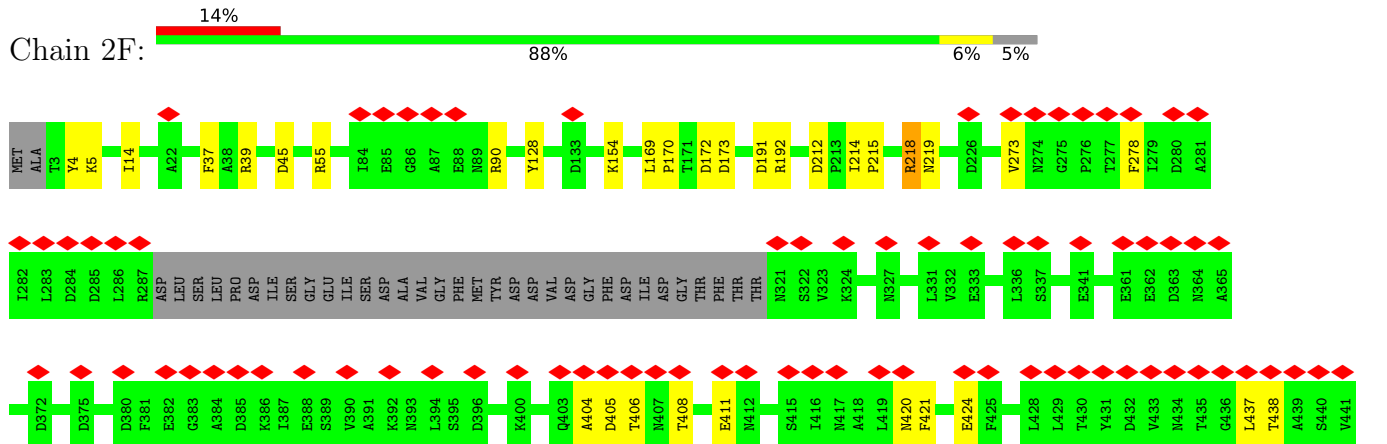 14%
Chain 2F:
88% 6% 5%
MET ALA T3 Y4 K5 I14 A22 F37 A38 R39 D45 R55 I84 E85 G86 A87 E88 N89 R90 Y128 D133 K154 L169 P170 T171 D172 D173 D191 R192 D212 P213 I214 P215 R218 N219 D226 V273 N274 G275 P276 T277 F278 I279 D280 A281
I282 L283 D284 D285 L286 R287 ASP LEU SER LEU PRO ASP ILE SER GLY GLU ILE SER ASP ALA VAL GLY PHE MET TYR ASP ASP VAL ASP GLY PHE ASP ILE ASP GLY THR PHE THR THR N321 S322 V323 K324 N327 L331 V332 E333 L336 S337 E341 E361 E362 D363 N364 A365
D372 D375 D380 F381 E382 G383 A384 D385 K386 I387 E388 S389 V390 A391 K392 N393 L394 S395 D396 K400 Q403 A404 D405 T406 N407 T408 E411 N412 S415 I416 N417 A418 L419 N420 F421 E424 F425 L428 L429 T430 Y431 D432 V433 N434 T435 G436 L437 T438 A439 S440 V441